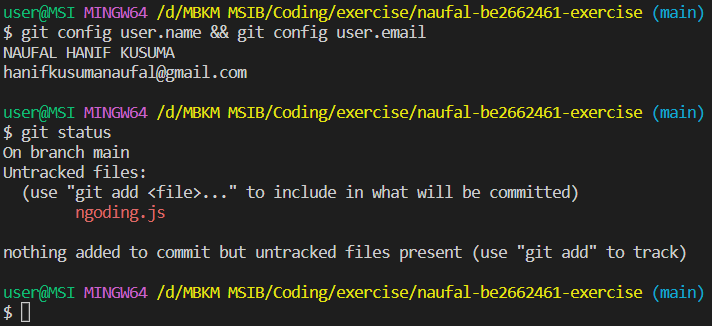 user@MSI MINGW64 /d/MBKM MSIB/Coding/exercise/naufal-be2662461-exercise (main)
$ git config user.name && git config user.email
NAUFAL HANIF KUSUMA
hanifkusumanaufal@gmail.com
user@MSI MINGW64 /d/MBKM MSIB/Coding/exercise/naufal-be2662461-exercise (main)
$ git status
On branch main
Untracked files:
  (use "git add <file>..." to include in what will be committed)
        ngoding.js
nothing added to commit but untracked files present (use "git add" to track)
user@MSI MINGW64 /d/MBKM MSIB/Coding/exercise/naufal-be2662461-exercise (main)
$